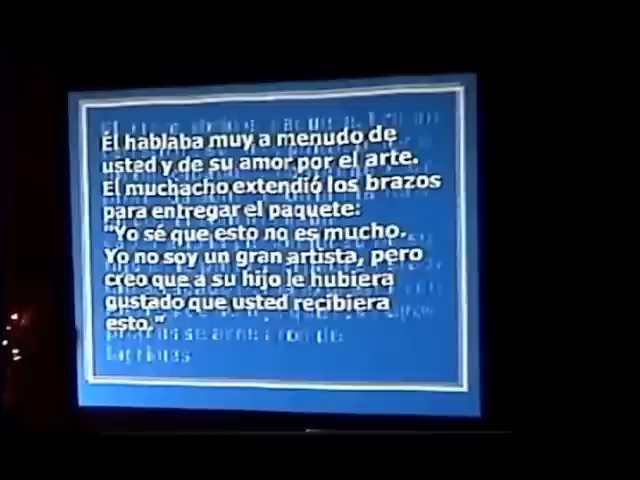 Él hablaba muy a menudo de
usted y de su amor por el arte.
El muchacho extendió los brazos
para entregar el paquete:
"Yo sé que esto no es mucho.
Yo no soy un gran artista, pero
creo que a su hijo le hubiera
gustado que usted recibiera
esto."